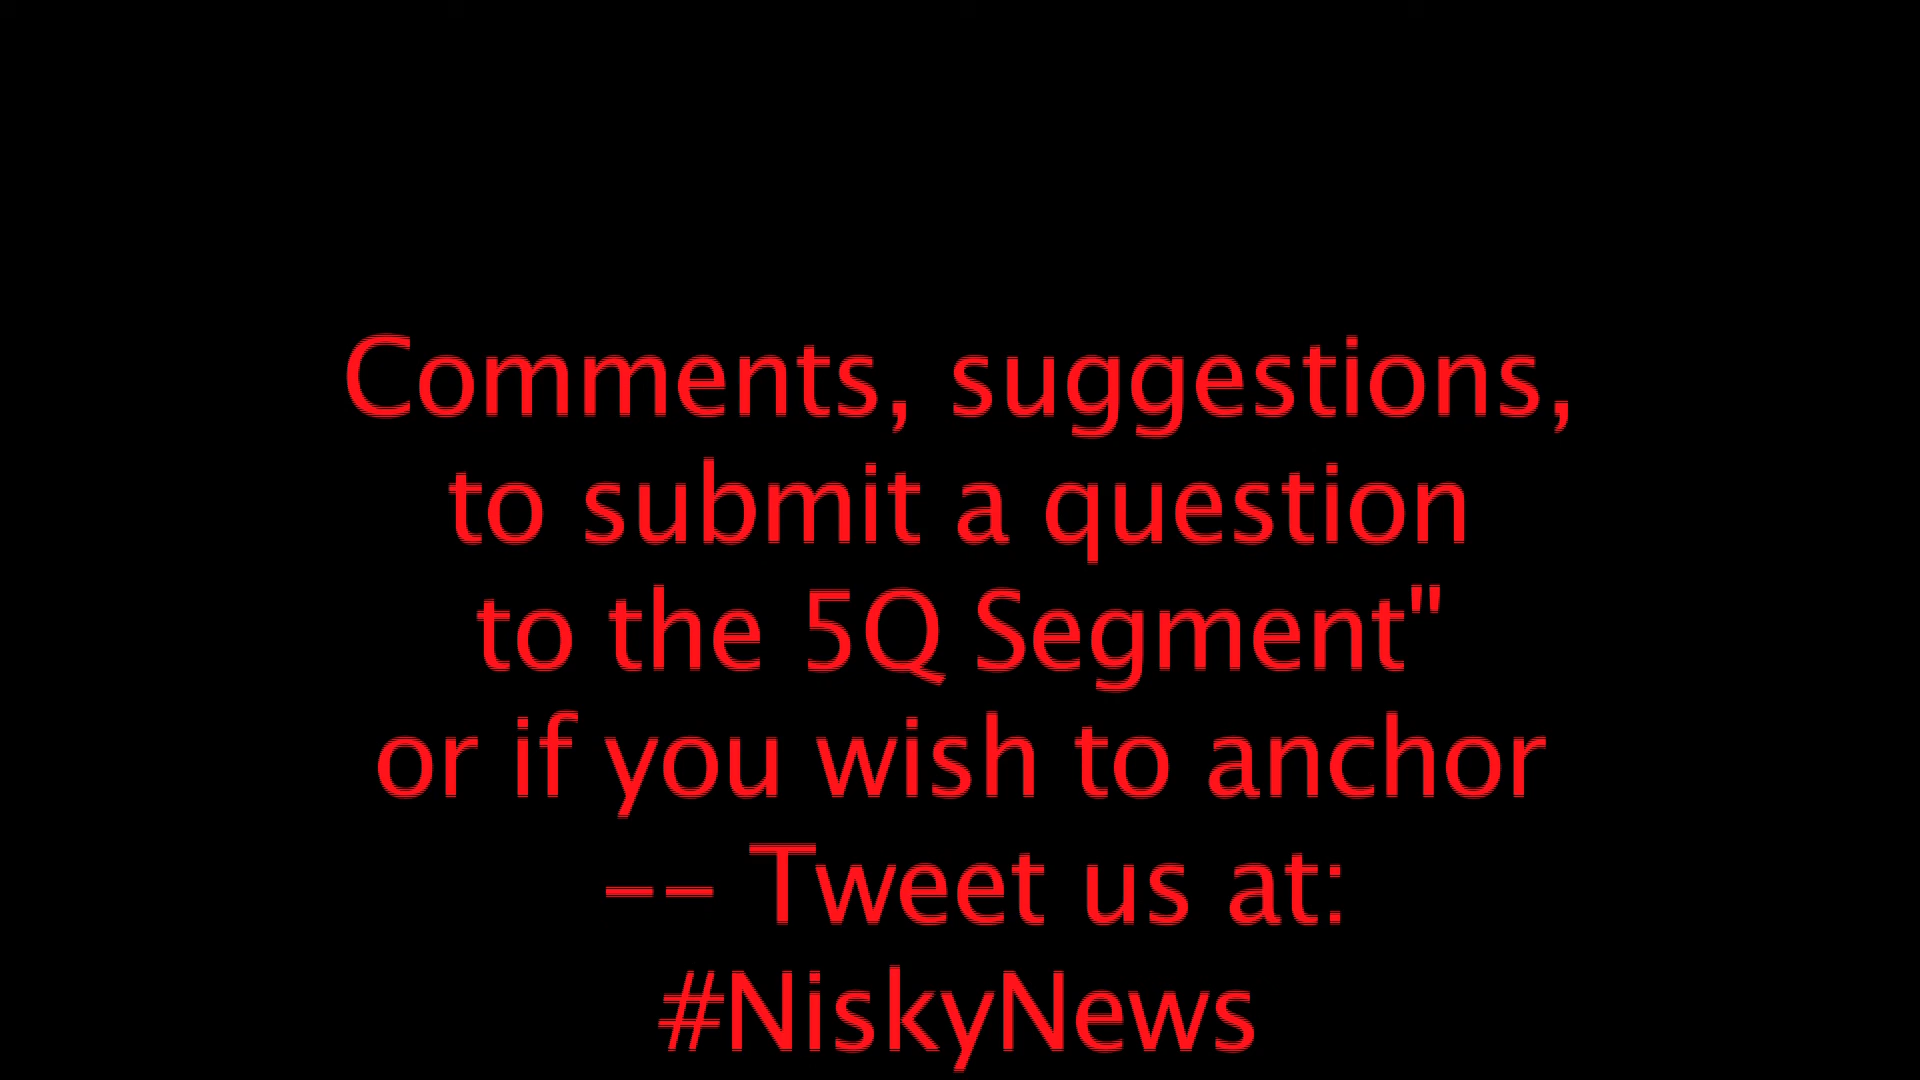 Comments, suggestions,
to submit a question
to the 5Q Segment"
or if you wish to anchor
-- Tweet us at:
#NiskyNews